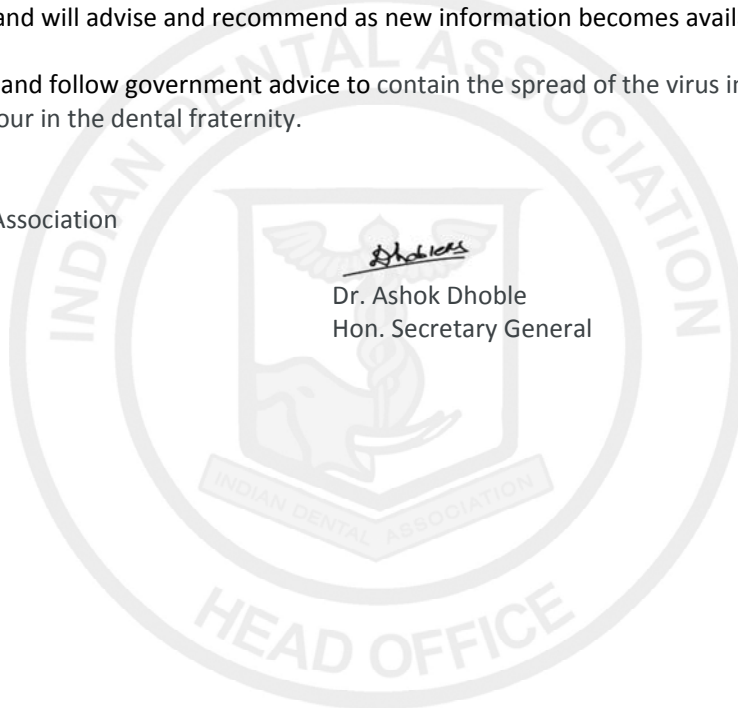 and will advise and recommend as new information becomes avail
and follow government advice to contain the spread of the virus i
our in the dental fraternity.
Association
Dhobleas
Dr. Ashok Dhoble
Hon. Secretary General
INDIAN DENTAL ASSOCIATION
INDIAN DENTAL ASSOCIATION
HEAD OFFICE